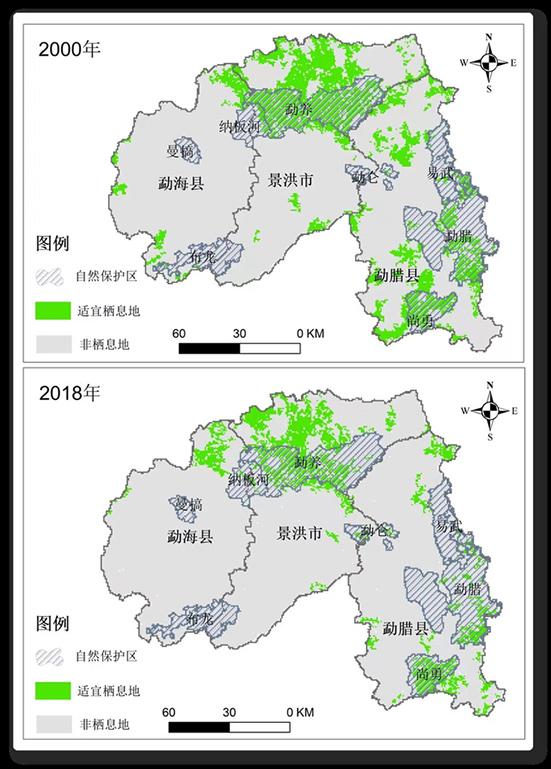 2000年
N
W E
S
勐养
纳板河
曼搞
勐海县
景洪市
勐仑
易武
勐腊
布龙
勐腊县
尚勇
图例
自然保护区
适宜栖息地
非栖息地
60 30 0 KM
2018年
N
W E
S
勐养
纳板河
曼搞
勐海县
景洪市
勐仑
易武
勐腊
布龙
勐腊县
尚勇
图例
自然保护区
适宜栖息地
非栖息地
60 30 0 KM